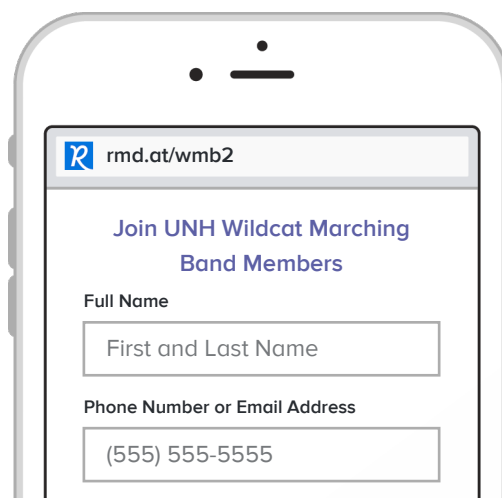 rmd.at/wmb2
Join UNH Wildcat Marching
Band Members
Full Name
First and Last Name
Phone Number or Email Address
(555) 555-5555